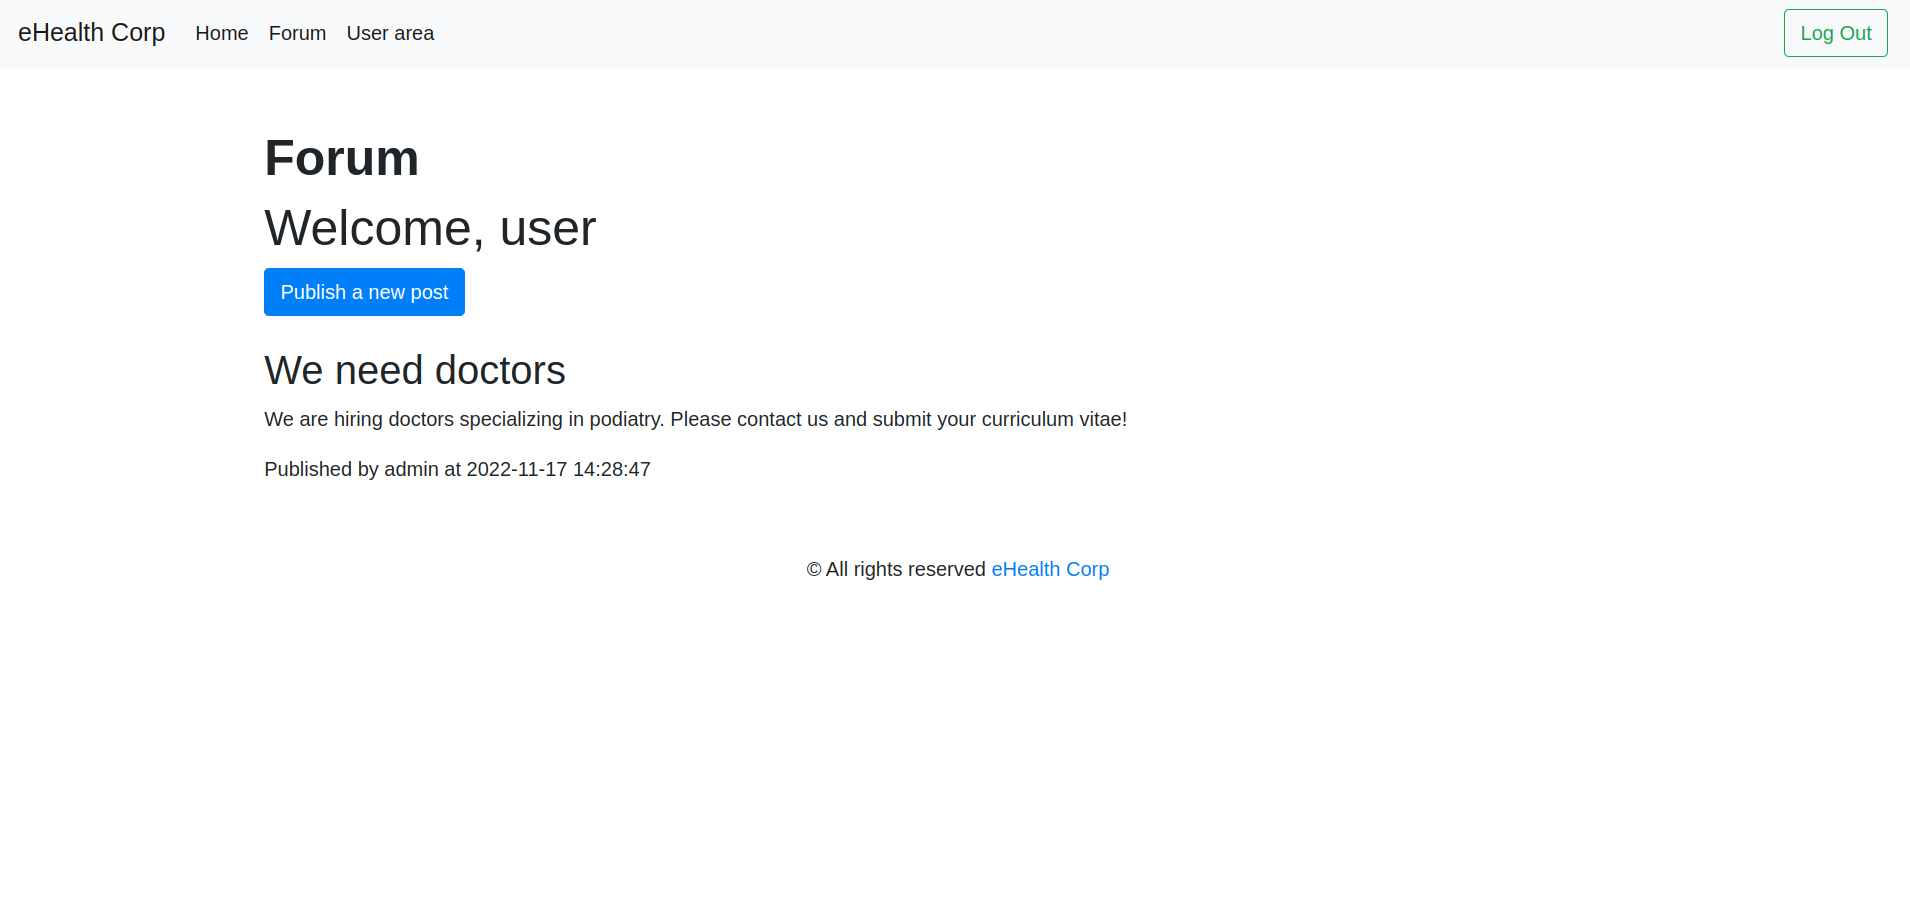 eHealth Corp Home Forum User area Log Out
Forum
Welcome, user
Publish a new post
We need doctors
We are hiring doctors specializing in podiatry. Please contact us and submit your curriculum vitae!
Published by admin at 2022-11-17 14:28:47
© All rights reserved eHealth Corp